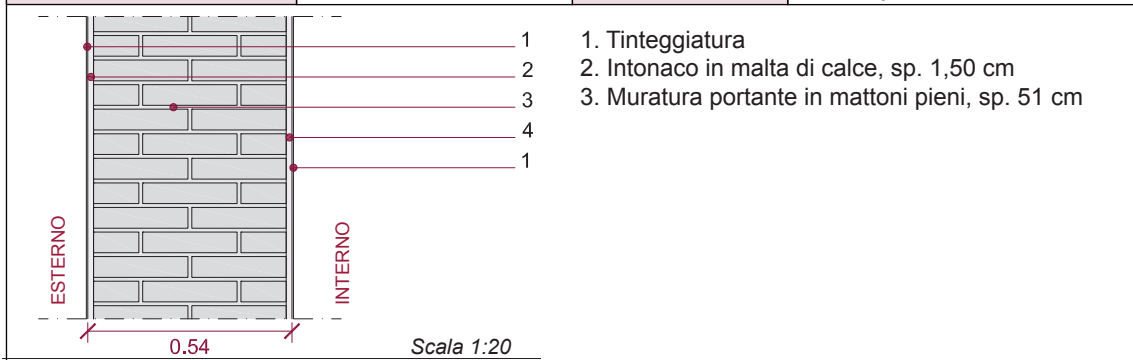 1
2
3
4
1
1. Tinteggiatura
2. Intonaco in malta di calce, sp. 1,50 cm
3. Muratura portante in mattoni pieni, sp. 51 cm
ESTERNO
INTERNO
0.54
Scala 1:20